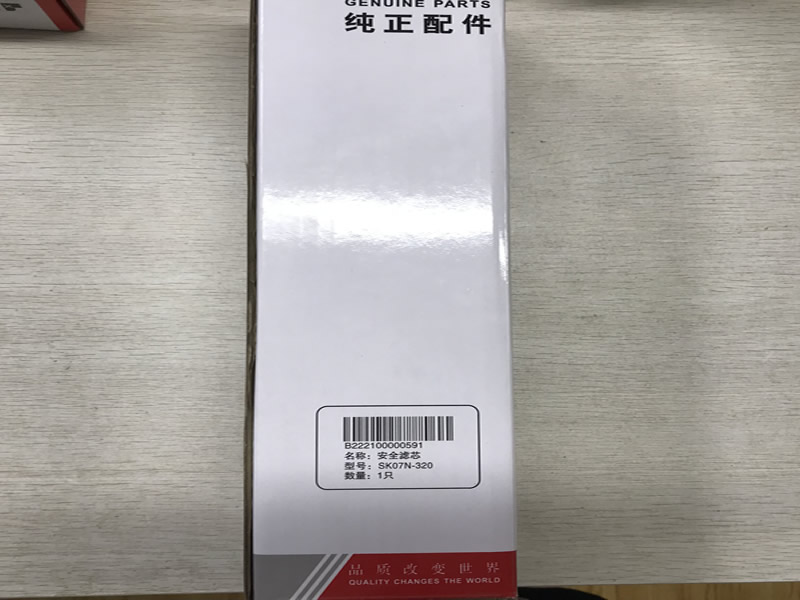 GENUINE PARTS
纯正配件
B222100000591
名称：安全滤芯
型号：SK07N-320
数量：1只
品质改变世界
QUALITY CHANGES THE WORLD